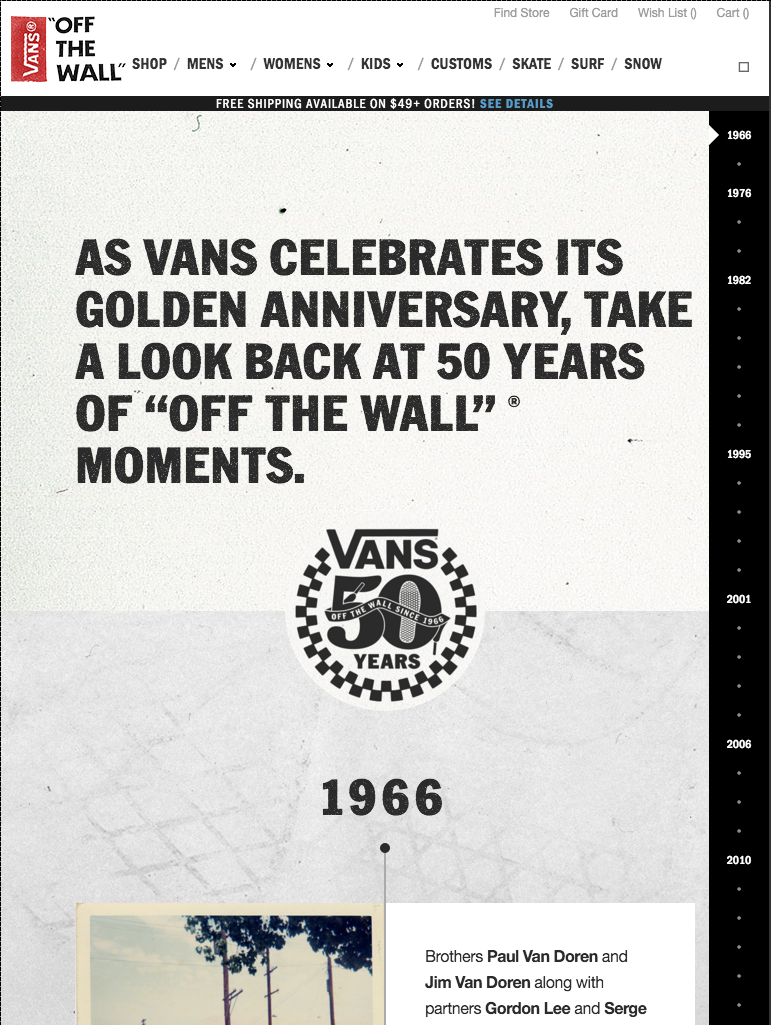 Find Store Gift Card Wish List () Cart ()
VANS®
“OFF
THE
WALL”
SHOP / MENS / WOMENS / KIDS / CUSTOMS / SKATE / SURF / SNOW
FREE SHIPPING AVAILABLE ON $49+ ORDERS! SEE DETAILS
AS VANS CELEBRATES ITS
GOLDEN ANNIVERSARY, TAKE
A LOOK BACK AT 50 YEARS
OF “OFF THE WALL” ®
MOMENTS.
VANS
50
OFF THE WALL SINCE 1966
YEARS
1966
Brothers Paul Van Doren and
Jim Van Doren along with
partners Gordon Lee and Serge
1966
1976
1982
1995
2001
2006
2010